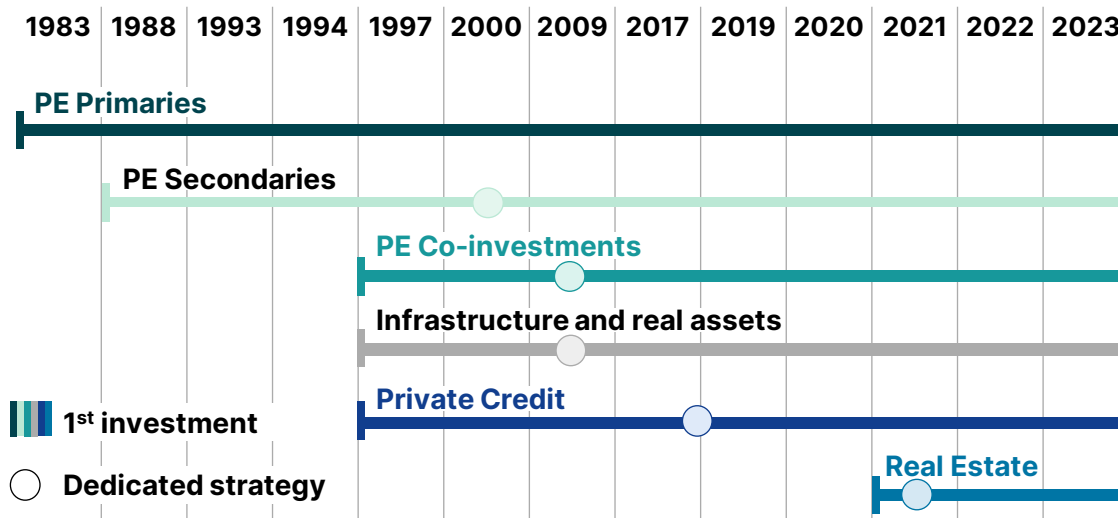 1983 1988 1993 1994 1997 2000 2009 2017 2019 2020 2021 2022 2023
PE Primaries
PE Secondaries
PE Co-investments
Infrastructure and real assets
Private Credit
1st investment
Real Estate
Dedicated strategy